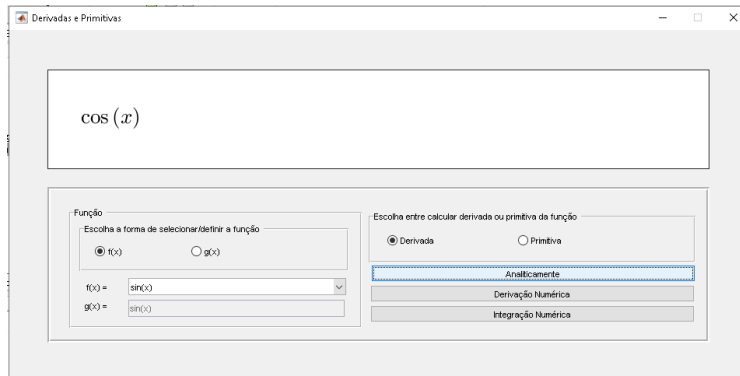 Derivadas e Primitivas
cos (x)
Função
Escolha a forma de selecionar/definir a função
f(x)
g(x)
f(x) = sin(x)
g(x) = sin(x)
Escolha entre calcular derivada ou primitiva da função
Derivada
Primitiva
Analiticamente
Derivação Numérica
Integração Numérica